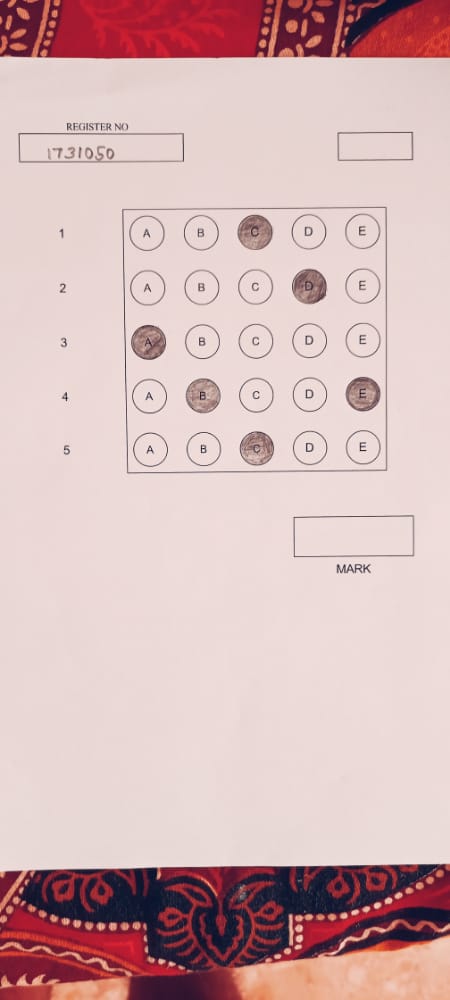 REGISTER NO
1731050
1 A B C D E
2 A B C D E
3 A B C D E
4 A B C D E
5 A B C D E
MARK